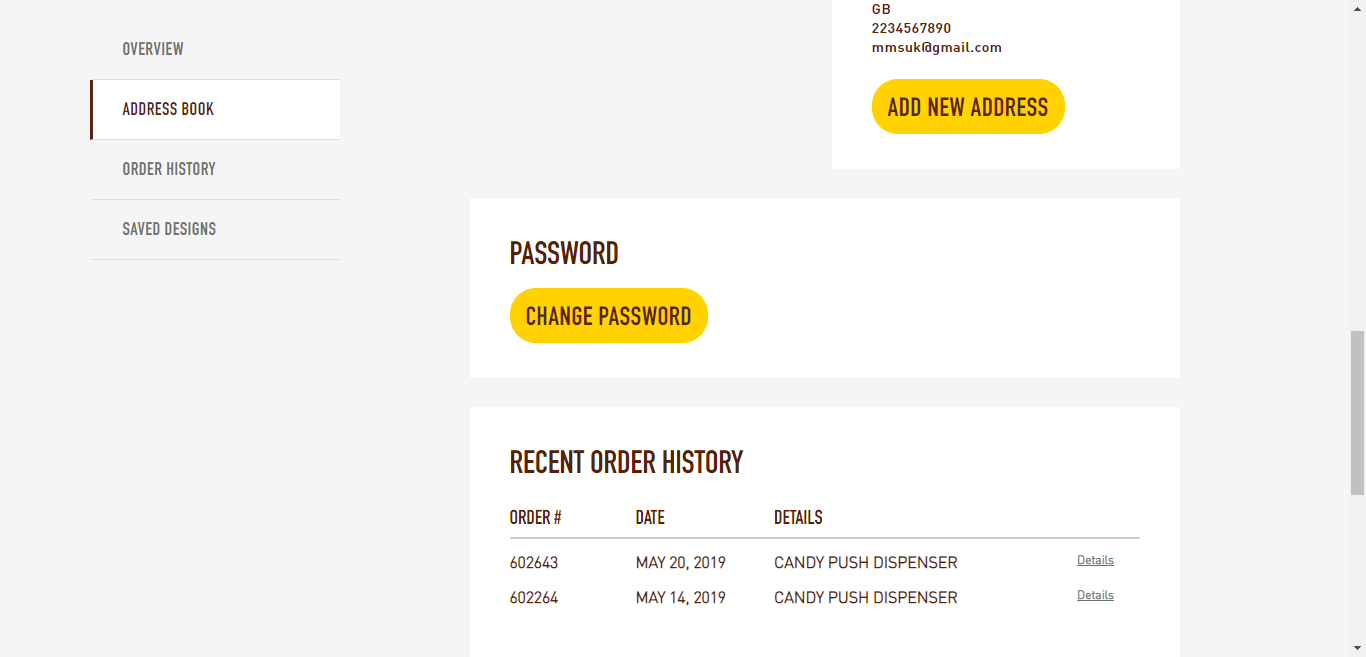 OVERVIEW
ADDRESS BOOK
ORDER HISTORY
SAVED DESIGNS
GB
2234567890
mmsuk@gmail.com
ADD NEW ADDRESS
PASSWORD
CHANGE PASSWORD
RECENT ORDER HISTORY
ORDER # DATE DETAILS
602643 MAY 20, 2019 CANDY PUSH DISPENSER Details
602264 MAY 14, 2019 CANDY PUSH DISPENSER Details